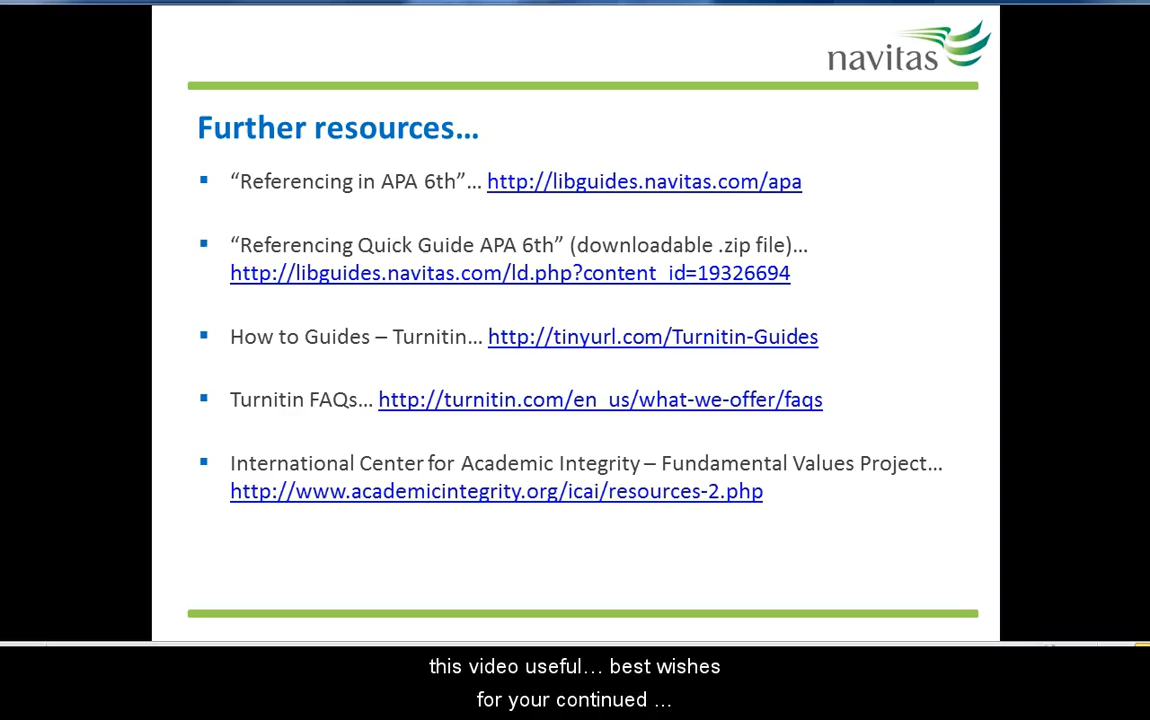 navitas
Further resources…
“Referencing in APA 6th”… http://libguides.navitas.com/apa
“Referencing Quick Guide APA 6th” (downloadable .zip file)…
http://libguides.navitas.com/ld.php?content_id=19326694
How to Guides – Turnitin… http://tinyurl.com/Turnitin-Guides
Turnitin FAQs… http://turnitin.com/en_us/what-we-offer/faqs
International Center for Academic Integrity – Fundamental Values Project…
http://www.academicintegrity.org/icai/resources-2.php
this video useful… best wishes
for your continued …